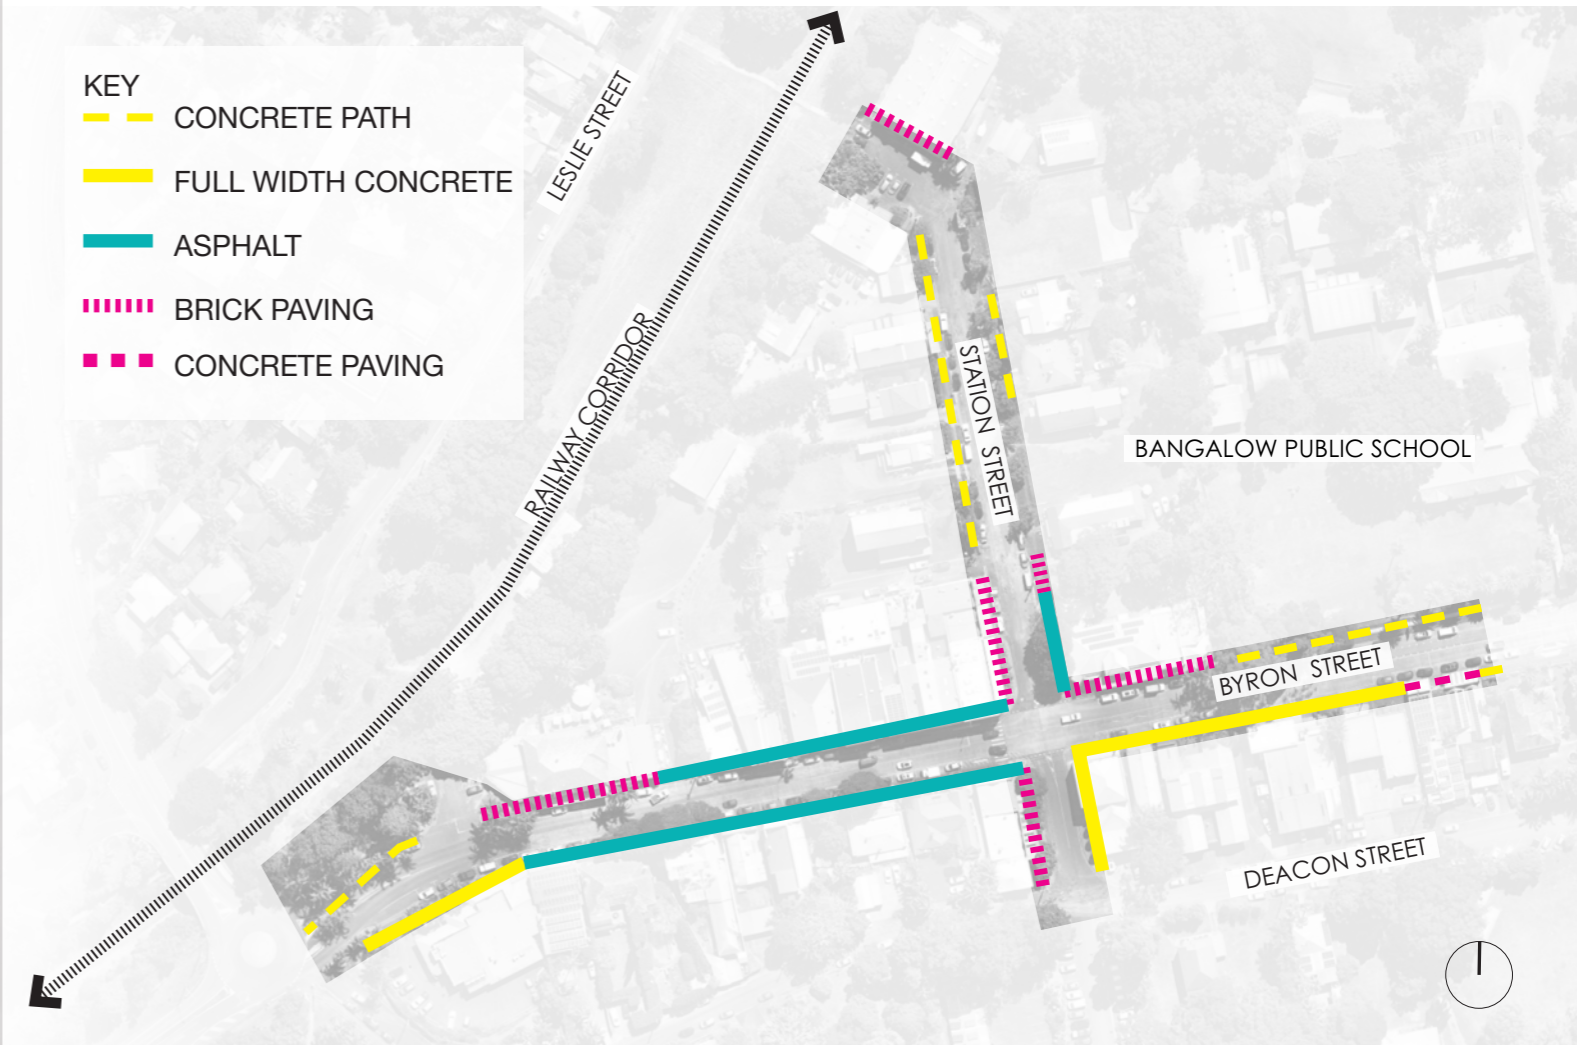 KEY
CONCRETE PATH
FULL WIDTH CONCRETE
ASPHALT
BRICK PAVING
CONCRETE PAVING
LESLIE STREET
RAILWAY CORRIDOR
STATION STREET
BANGALOW PUBLIC SCHOOL
BYRON STREET
DEACON STREET